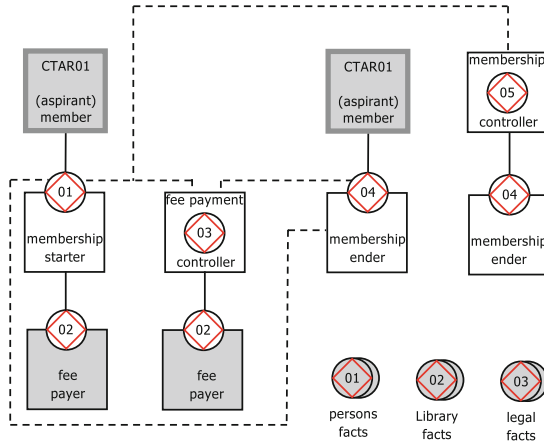 CTAR01
(aspirant)
member
01
membership
starter
02
fee
payer
fee payment
03
controller
02
fee
payer
CTAR01
(aspirant)
member
04
membership
ender
membership
05
controller
04
membership
ender
01
persons
facts
02
Library
facts
03
legal
facts